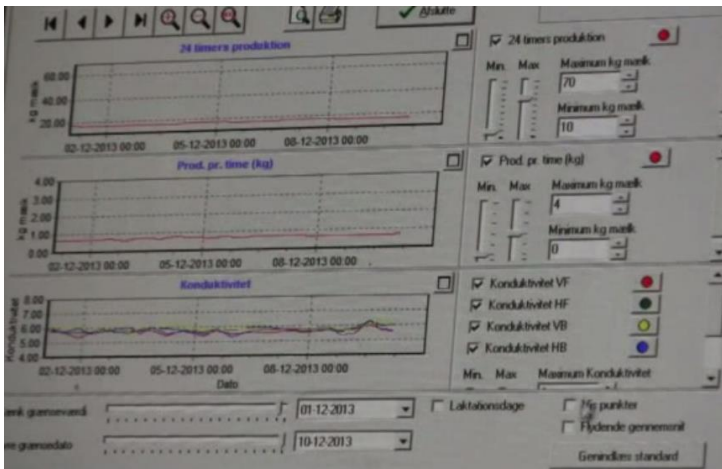 Afslutte
24 timers produktion
kg mælk
60.00
40.00
20.00
02-12-2013 00:00 05-12-2013 00:00 08-12-2013 00:00
24 timers produktion
Min. Max Maximum kg mælk
70
Minimum kg mælk
10
Prod. pr. time (kg)
kg mælk
4.00
3.00
2.00
1.00
0.00
02-12-2013 00:00 05-12-2013 00:00 08-12-2013 00:00
Prod. pr. time (kg)
Min. Max Maximum kg mælk
4
Minimum kg mælk
0
Konduktivitet
Konduktivitet
8.00
7.00
6.00
5.00
4.00
02-12-2013 00:00 05-12-2013 00:00 08-12-2013 00:00
Dato
Konduktivitet VF
Konduktivitet HF
Konduktivitet VB
Konduktivitet HB
Min. Max Maximum Konduktivitet
grænseværdi 01-12-2013 Laktationsdage
punkter
grænsedato 10-12-2013
Flydende gennemsnit
Genindlæs standard